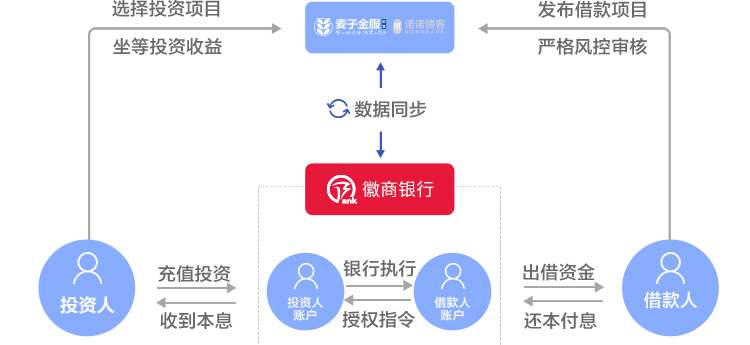 选择投资项目
坐等投资收益
麦子金服
诺诺镑客
NONOBANK
发布借款项目
严格风控审核
数据同步
徽商银行
投资人
充值投资
收到本息
投资人
账户
银行执行
授权指令
借款人
账户
出借资金
还本付息
借款人